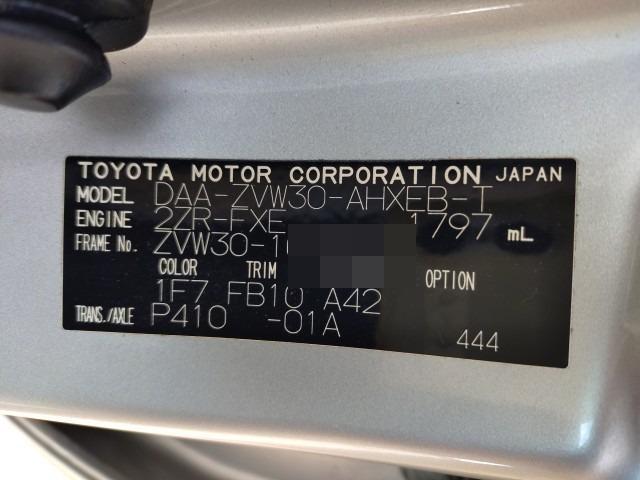 TOYOTA MOTOR CORPORATION JAPAN
MODEL DAA-ZVW30-AHXEB-T
ENGINE 2ZR-FXE 1797 mL
FRAME No. ZVW30-1
COLOR TRIM OPTION
1F7 FB10 A42
TRANS./AXLE P410 -01A
444